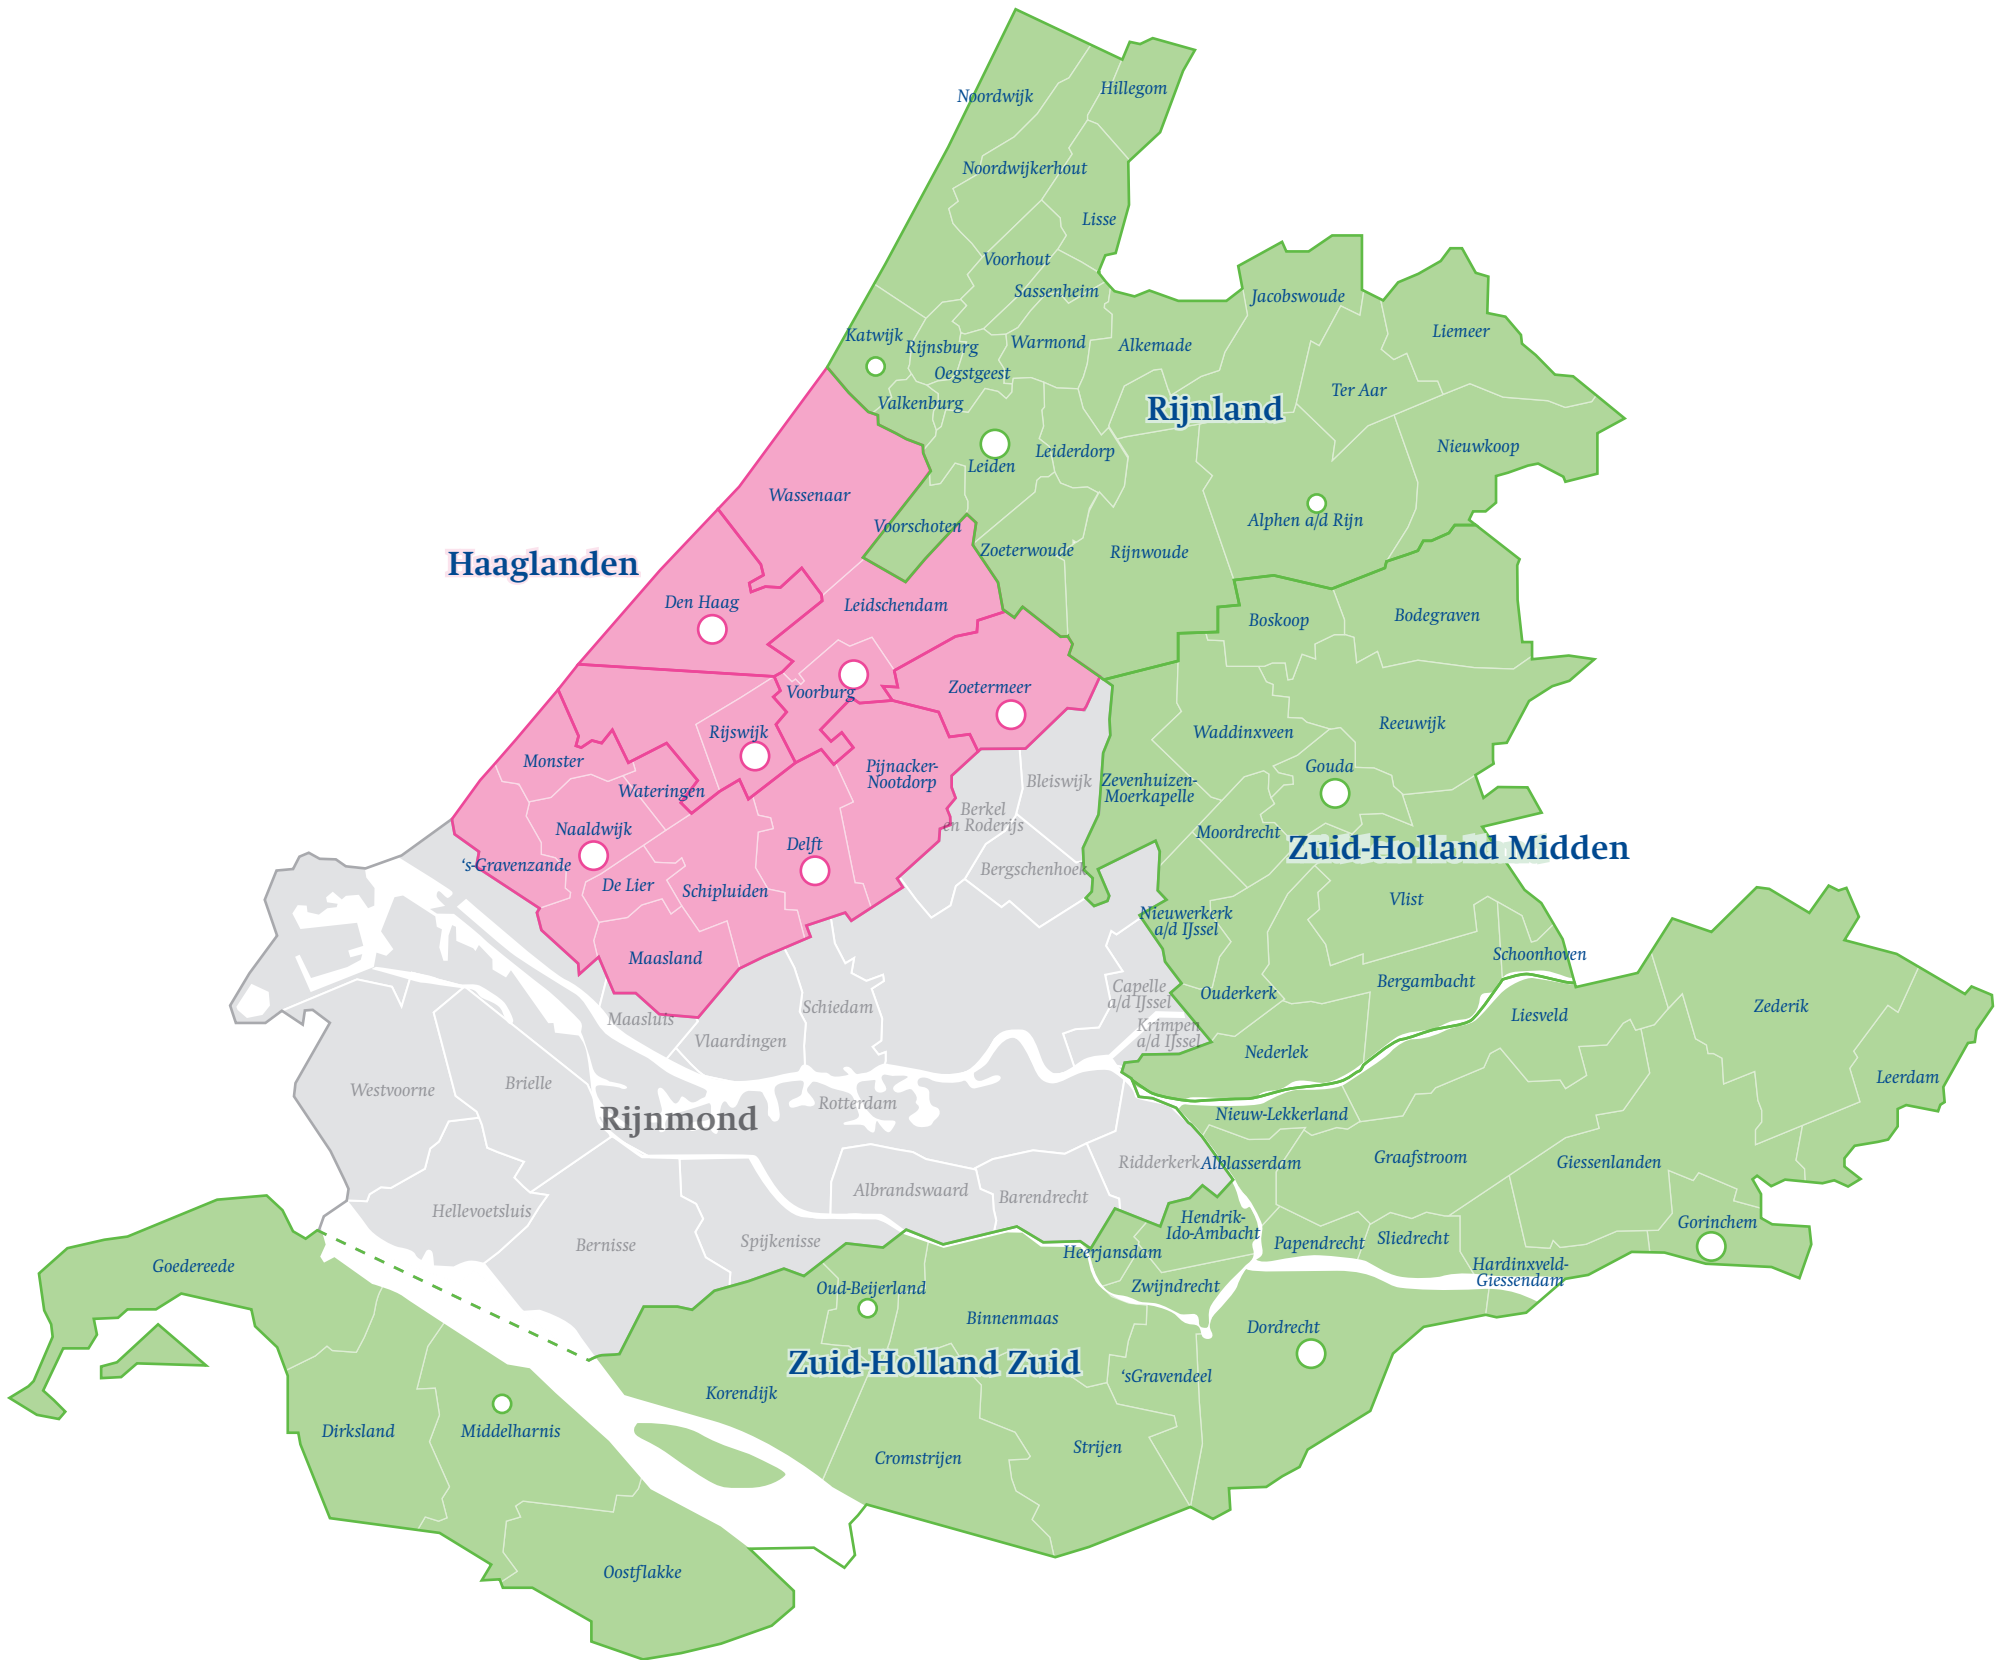 Noordwijk
Hillegom
Noordwijkerhout
Lisse
Voorhout
Sassenheim
Jacobswoude
Liemeer
Katwijk
Rijnsburg
Warmond
Alkemade
Oegstgeest
Ter Aar
Valkenburg
Rijnland
Leiden
Leiderdorp
Nieuwkoop
Wassenaar
Voorschoten
Alphen a/d Rijn
Zoeterwoude
Rijnwoude
Haaglanden
Den Haag
Leidschendam
Boskoop
Bodegraven
Voorburg
Zoetermeer
Rijswijk
Waddinxveen
Reeuwijk
Monster
Wateringen
Pijnacker-
Nootdorp
Bleiswijk
Zevenhuizen-
Moerkapelle
Gouda
Berkel
en Roderijs
Naaldwijk
Delft
Moordrecht
Zuid-Holland Midden
's-Gravenzande
De Lier
Schipluiden
Bergschenhoek
Vlist
Nieuwerkerk
a/d IJssel
Maasland
Schoonhoven
Capelle
a/d IJssel
Ouderkerk
Bergambacht
Schiedam
Maasluis
Vlaardingen
Krimpen
a/d IJssel
Liesveld
Zederik
Nederlek
Westvoorne
Brielle
Leerdam
Rijnmond
Rotterdam
Nieuw-Lekkerland
Ridderkerk
Alblasserdam
Graafstroom
Giessenlanden
Albrandswaard
Barendrecht
Hellevoetsluis
Hendrik-
Ido-Ambacht
Gorinchem
Bernisse
Spijkenisse
Heerjansdam
Papendrecht
Sliedrecht
Goedereede
Hardinxveld-
Giessendam
Oud-Beijerland
Zwijndrecht
Binnenmaas
Dordrecht
Zuid-Holland Zuid
Korendijk
'sGravendeel
Dirksland
Middelharnis
Cromstrijen
Strijen
Oostflakke